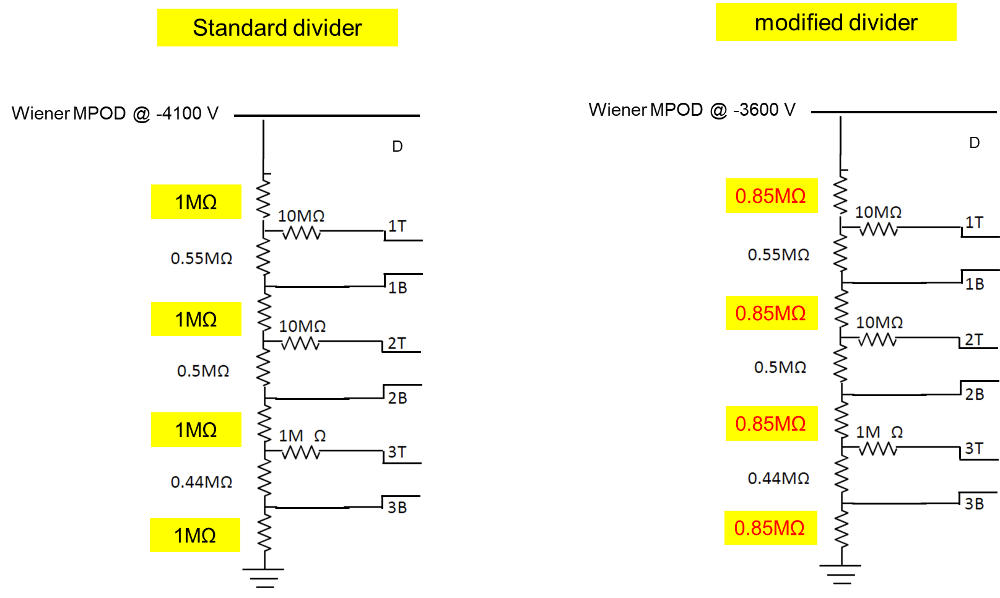 Standard divider
modified divider
Wiener MPOD @ -4100 V
D
1MΩ
10MΩ
1T
0.55MΩ
1B
1MΩ
10MΩ
2T
0.5MΩ
2B
1MΩ
1M Ω
3T
0.44MΩ
3B
1MΩ
Wiener MPOD @ -3600 V
D
0.85MΩ
10MΩ
1T
0.55MΩ
1B
0.85MΩ
10MΩ
2T
0.5MΩ
2B
0.85MΩ
1M Ω
3T
0.44MΩ
3B
0.85MΩ